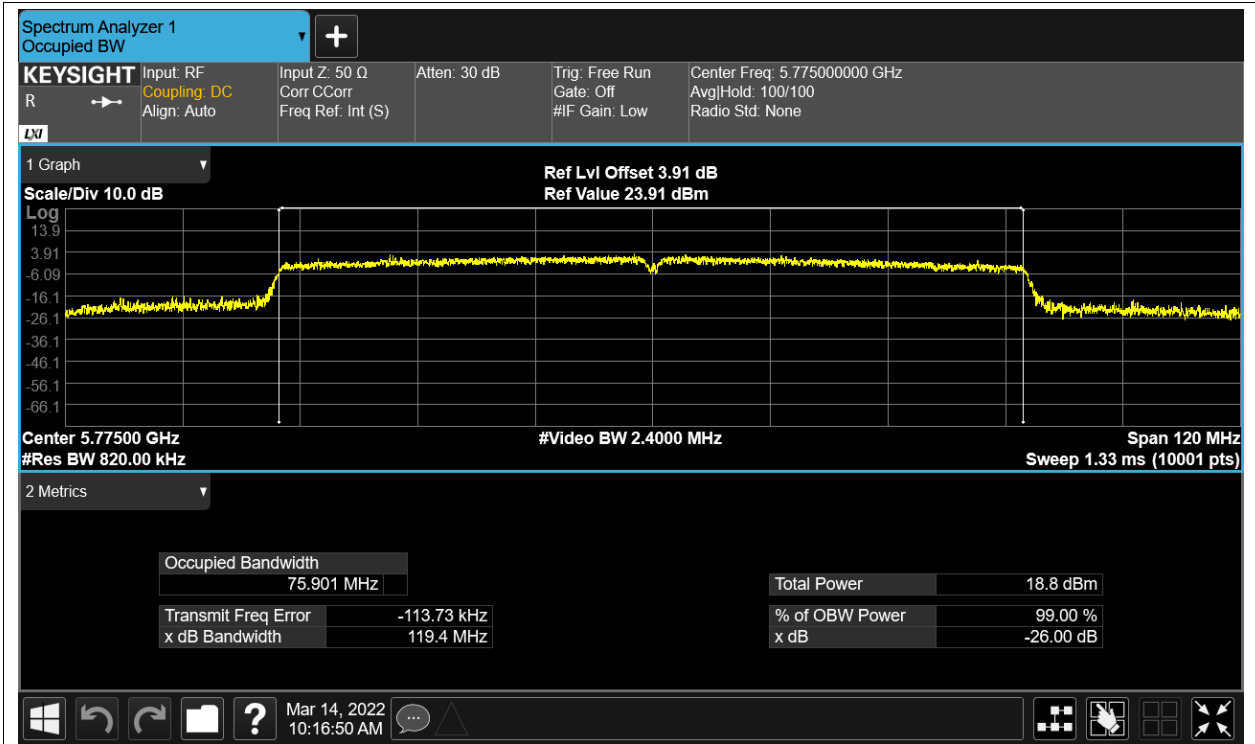 Spectrum Analyzer 1
Occupied BW
KEYSIGHT
R
LXI
Input: RF
Coupling: DC
Align: Auto
Input Z: 50 Ω
Corr CCorr
Freq Ref: Int (S)
Atten: 30 dB
Trig: Free Run
Gate: Off
#IF Gain: Low
Center Freq: 5.775000000 GHz
Avg|Hold: 100/100
Radio Std: None
1 Graph
Scale/Div 10.0 dB
Ref Lvl Offset 3.91 dB
Ref Value 23.91 dBm
Log
13.9
3.91
-6.09
-16.1
-26.1
-36.1
-46.1
-56.1
-66.1
Center 5.77500 GHz
#Video BW 2.4000 MHz
Span 120 MHz
#Res BW 820.00 kHz
Sweep 1.33 ms (10001 pts)
2 Metrics
Occupied Bandwidth
75.901 MHz
Total Power 18.8 dBm
Transmit Freq Error -113.73 kHz
% of OBW Power 99.00 %
x dB Bandwidth 119.4 MHz
x dB -26.00 dB
?
Mar 14, 2022
10:16:50 AM